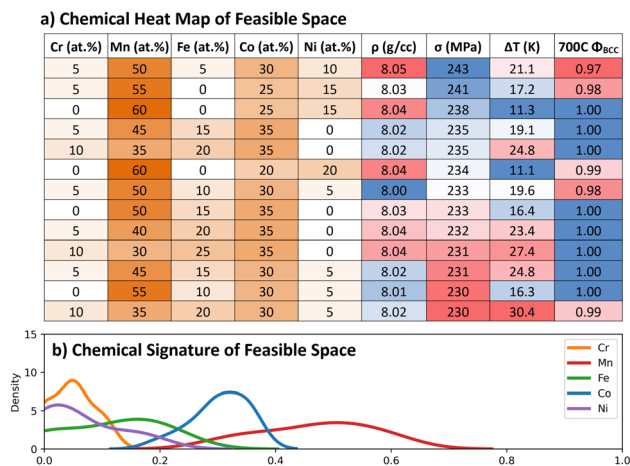 a) Chemical Heat Map of Feasible Space
Cr (at.%) Mn (at.%) Fe (at.%) Co (at.%) Ni (at.%) ρ (g/cc) σ (MPa) ΔT (K) 700C Φ_BCC
5 50 5 30 10 8.05 243 21.1 0.97
5 55 0 25 15 8.03 241 17.2 0.98
0 60 0 25 15 8.04 238 11.3 1.00
5 45 15 35 0 8.02 235 19.1 1.00
10 35 20 35 0 8.02 235 24.8 1.00
0 60 0 20 20 8.04 234 11.1 0.99
5 50 10 30 5 8.00 233 19.6 0.98
0 50 15 35 0 8.03 233 16.4 1.00
5 40 20 35 0 8.04 232 23.4 1.00
10 30 25 35 0 8.04 231 27.4 1.00
5 45 15 30 5 8.02 231 24.8 1.00
0 55 10 30 5 8.01 230 16.3 1.00
10 35 20 30 5 8.02 230 30.4 0.99
b) Chemical Signature of Feasible Space
Density
15
10
5
0
0.0 0.2 0.4 0.6 0.8 1.0
Cr
Mn
Fe
Co
Ni